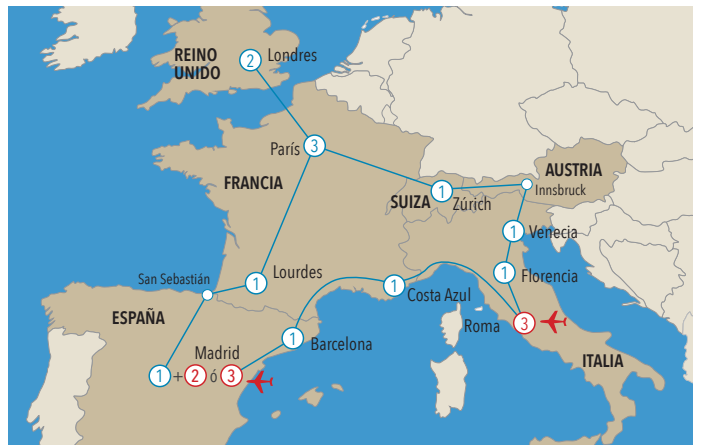 REINO
UNIDO
2 Londres
París 3
FRANCIA
AUSTRIA
Innsbruck
SUIZA
1 Zúrich
1 Venecia
San Sebastián
Lourdes
1
1 Florencia
1 Costa Azul
ESPAÑA
Roma 3
Madrid
1 Barcelona
1 + 2 ó 3
ITALIA